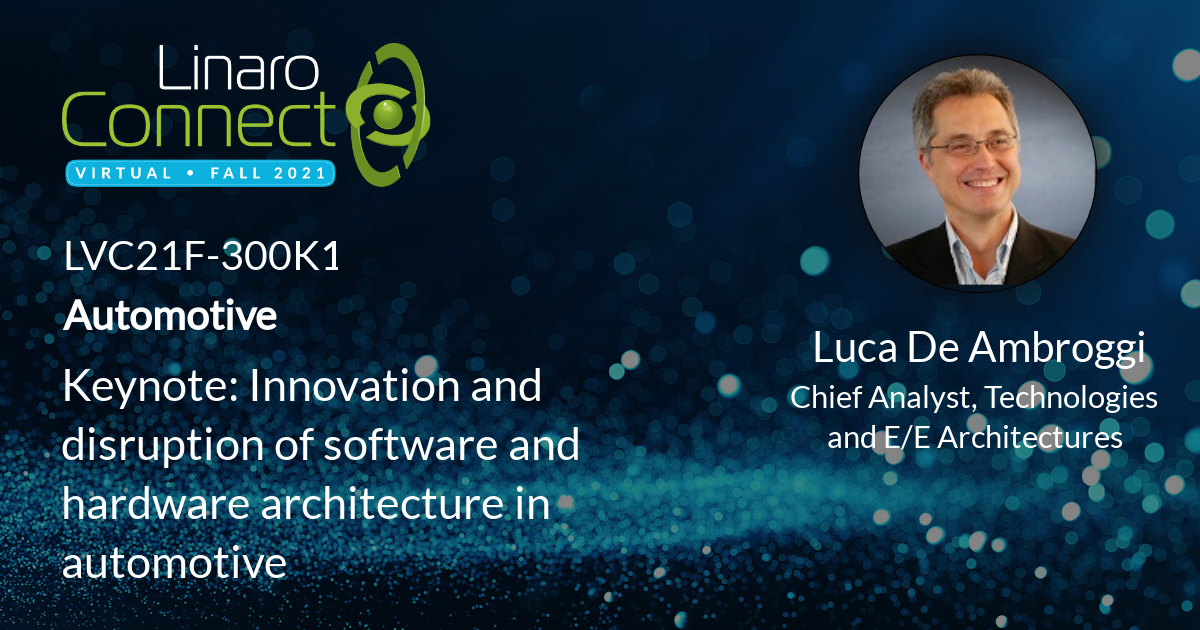 Linaro
Connect
VIRTUAL • FALL 2021
LVC21F-300K1
Automotive
Keynote: Innovation and
disruption of software and
hardware architecture in
automotive
Luca De Ambroggi
Chief Analyst, Technologies
and E/E Architectures